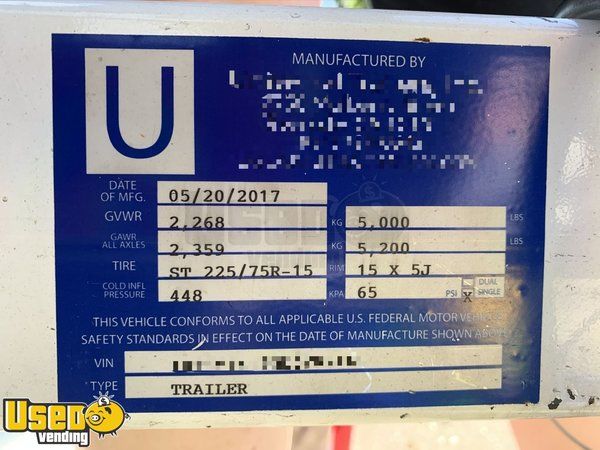 U
MANUFACTURED BY
DATE OF MFG. 05/20/2017
GVWR 2,268 KG 5,000 LBS
GAWR ALL AXLES 2,359 KG 5,200 LBS
TIRE ST 225/75R-15 RIM 15 X 5J
COLD INFL PRESSURE 448 KPA 65 PSI DUAL X SINGLE
THIS VEHICLE CONFORMS TO ALL APPLICABLE U.S. FEDERAL MOTOR VEHICLE
SAFETY STANDARDS IN EFFECT ON THE DATE OF MANUFACTURE SHOWN ABOVE
VIN
TYPE TRAILER
USED vending
Used vending